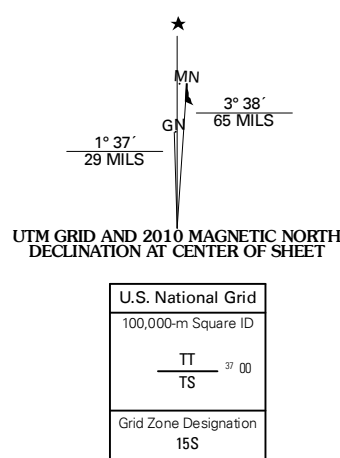 ★
MN
3° 38´
65 MILS
GN
1° 37´
29 MILS
UTM GRID AND 2010 MAGNETIC NORTH
DECLINATION AT CENTER OF SHEET
U.S. National Grid
100,000-m Square ID
TT
37 00
TS
Grid Zone Designation
15S